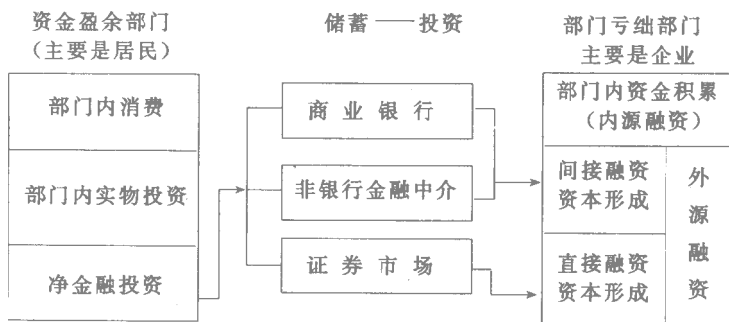 资金盈余部门
（主要是居民）
储蓄——投资
部门亏绌部门
主要是企业
部门内消费
部门内实物投资
净金融投资
商业银行
非银行金融中介
证券市场
部门内资金积累
（内源融资）
间接融资
资本形成
直接融资
资本形成
外
源
融
资